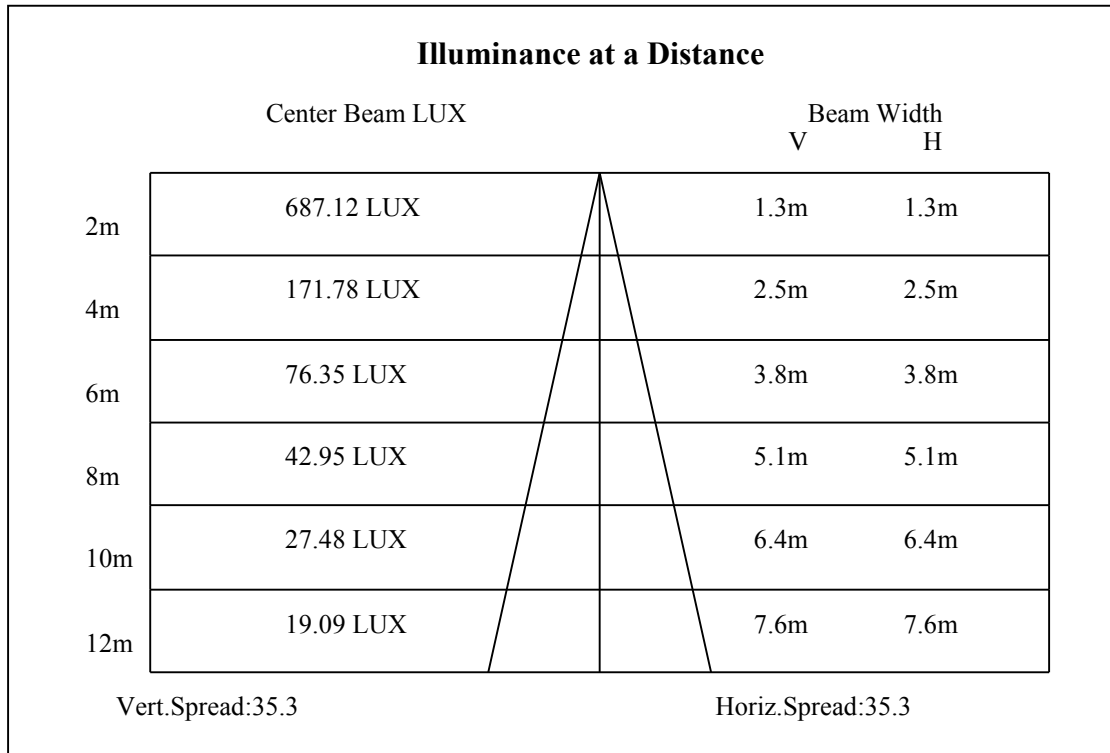 Illuminance at a Distance
Center Beam LUX Beam Width
V H
2m 687.12 LUX 1.3m 1.3m
4m 171.78 LUX 2.5m 2.5m
6m 76.35 LUX 3.8m 3.8m
8m 42.95 LUX 5.1m 5.1m
10m 27.48 LUX 6.4m 6.4m
12m 19.09 LUX 7.6m 7.6m
Vert.Spread:35.3 Horiz.Spread:35.3